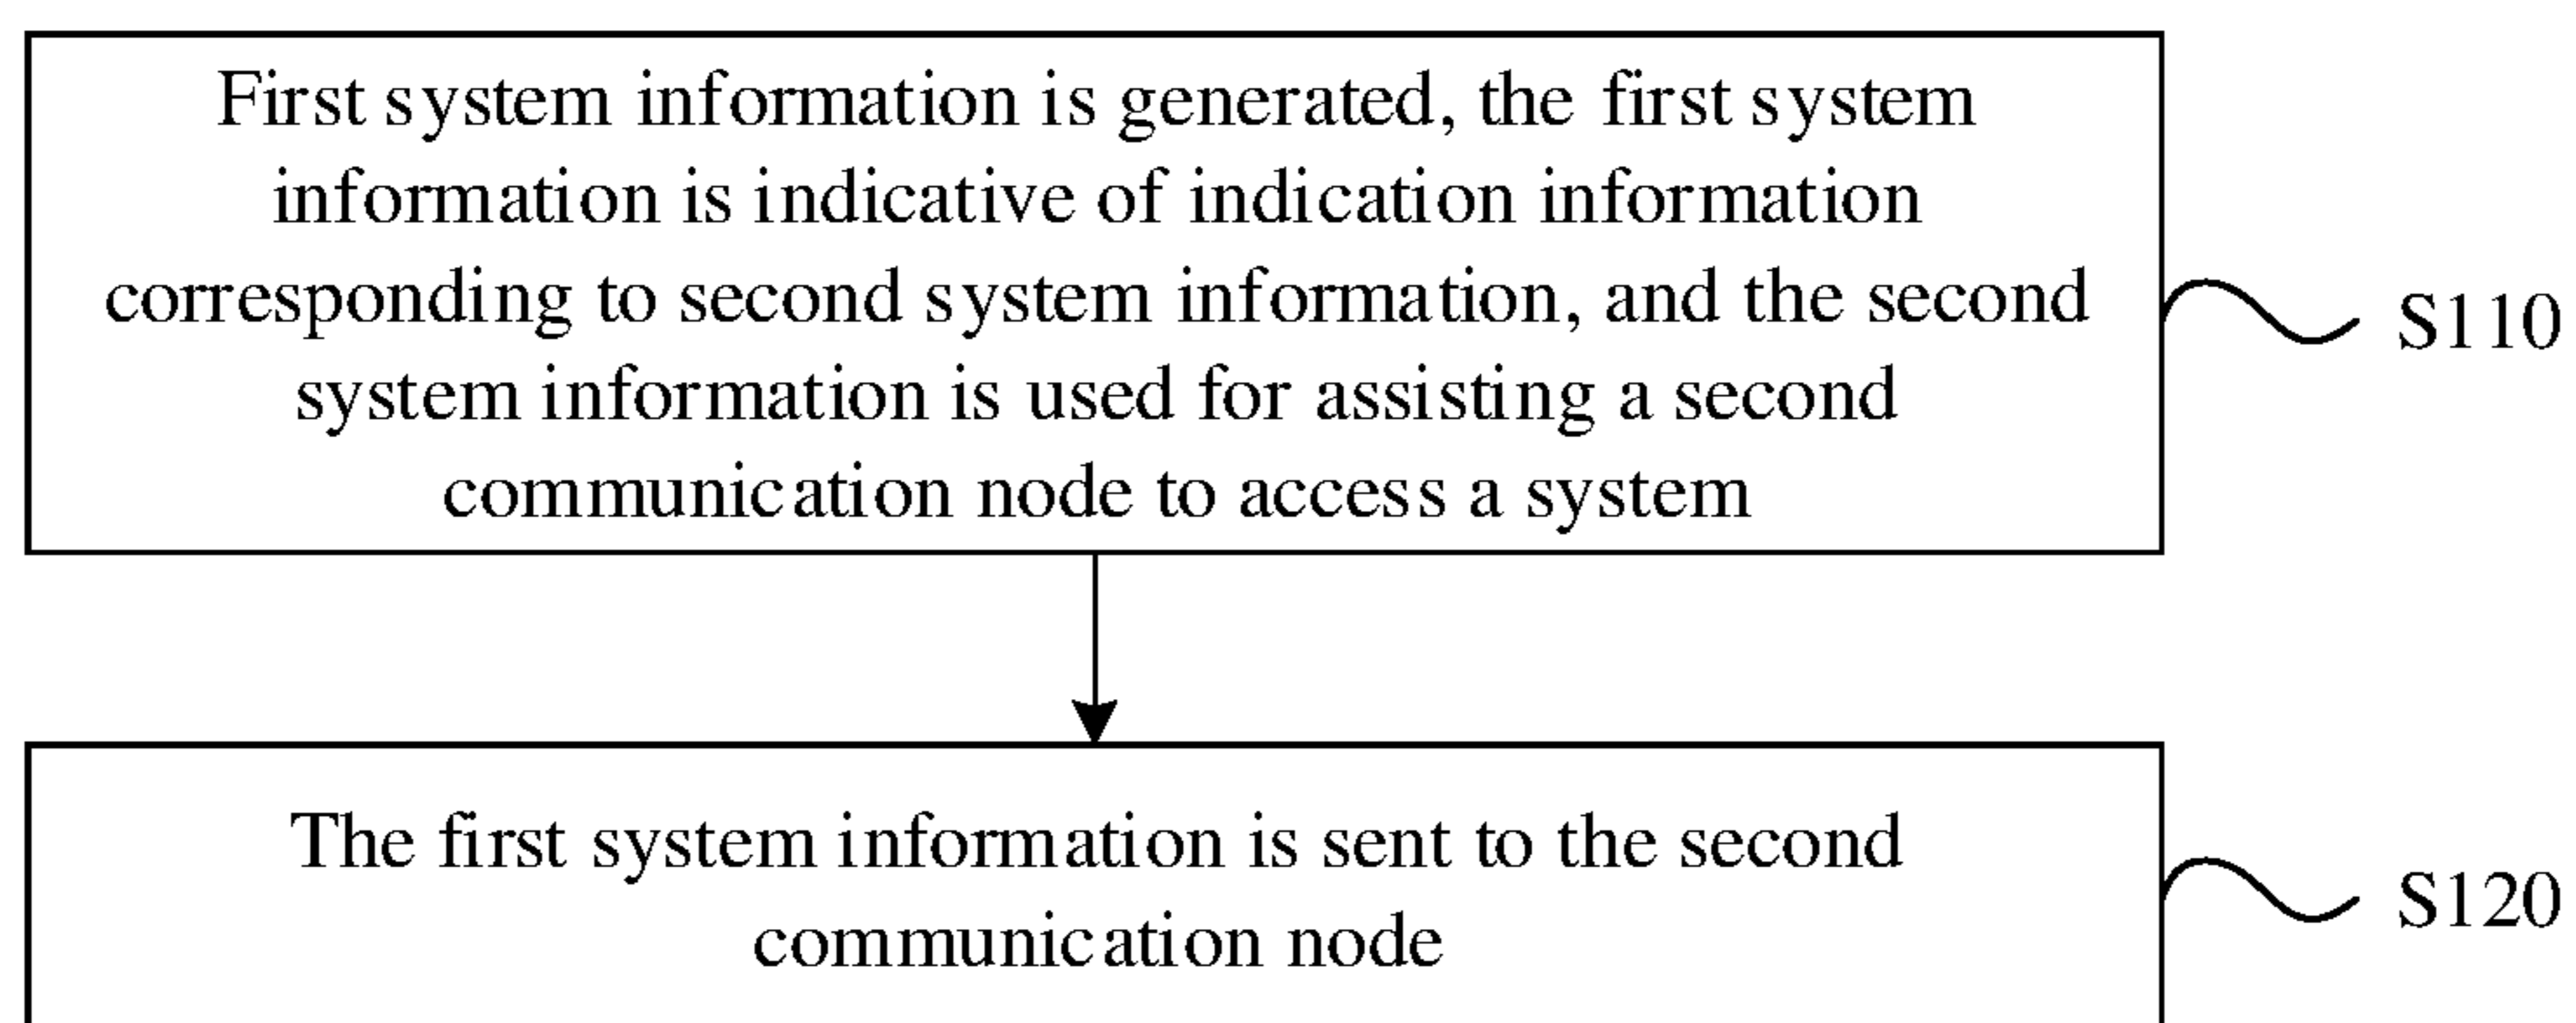 First system information is generated, the first system
information is indicative of indication information
corresponding to second system information, and the second
system information is used for assisting a second
communication node to access a system
S110
The first system information is sent to the second
communication node
S120